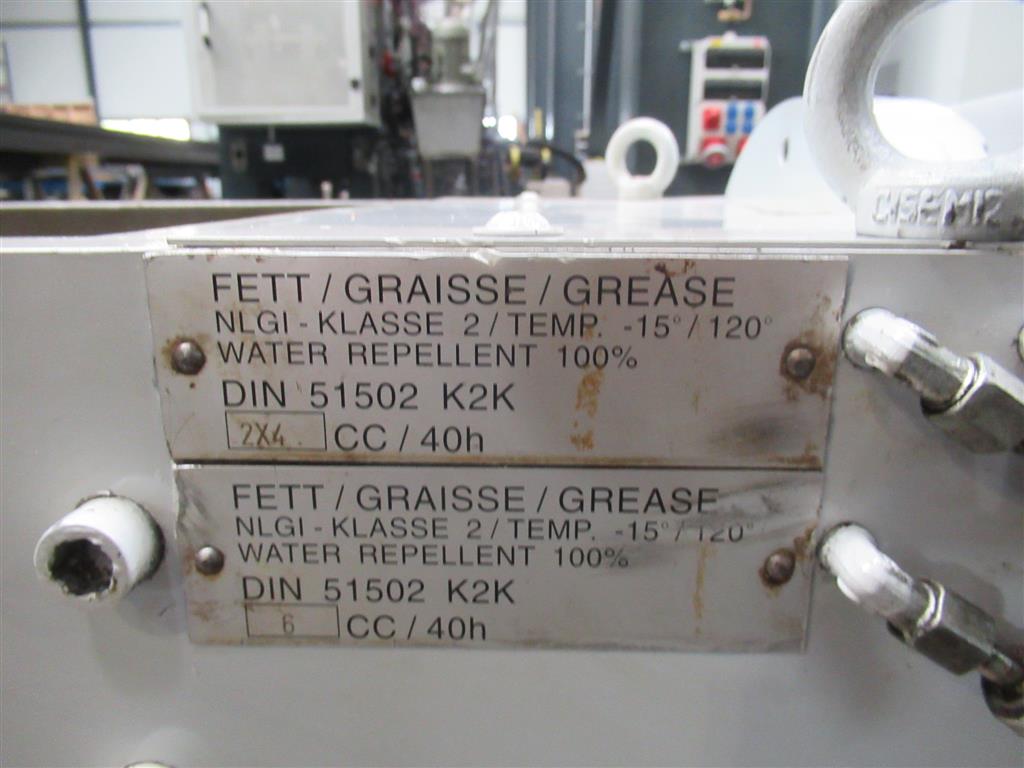 FETT / GRAISSE / GREASE
NLGI - KLASSE 2 / TEMP. -15° / 120°
WATER REPELLENT 100%
DIN 51502 K2K
2X4 CC / 40h
FETT / GRAISSE / GREASE
NLGI - KLASSE 2 / TEMP. -15° / 120°
WATER REPELLENT 100%
DIN 51502 K2K
6 CC / 40h